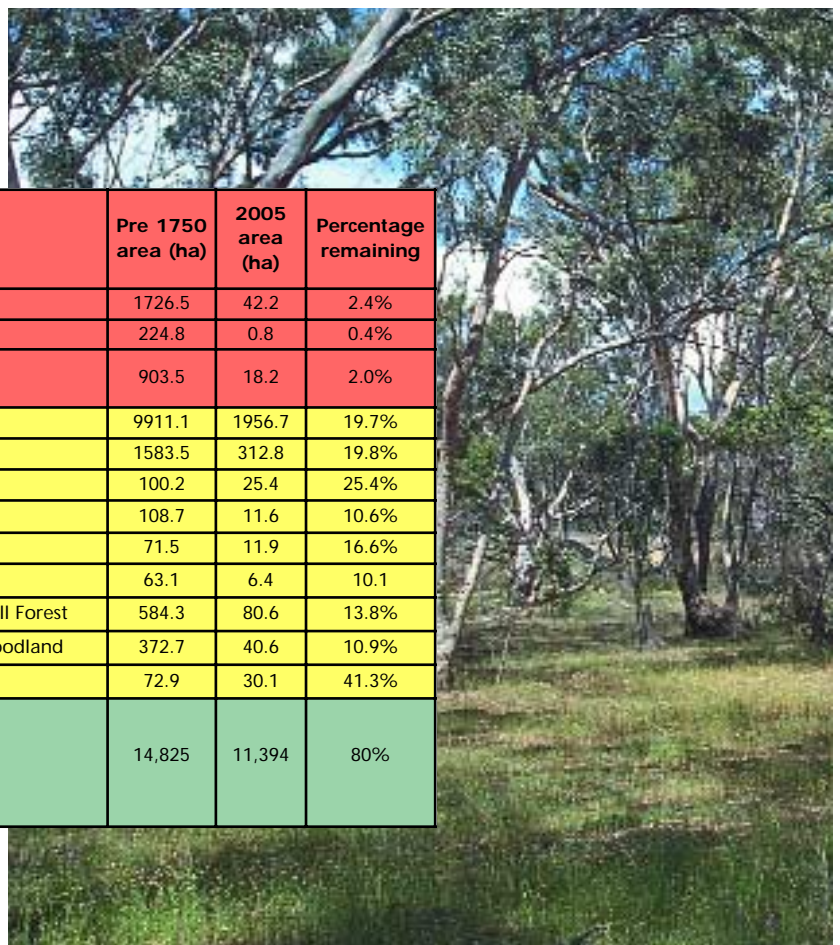 Pre 1750 area (ha) 2005 area (ha) Percentage remaining
1726.5 42.2 2.4%
224.8 0.8 0.4%
903.5 18.2 2.0%
9911.1 1956.7 19.7%
1583.5 312.8 19.8%
100.2 25.4 25.4%
108.7 11.6 10.6%
71.5 11.9 16.6%
63.1 6.4 10.1
ll Forest 584.3 80.6 13.8%
odland 372.7 40.6 10.9%
72.9 30.1 41.3%
14,825 11,394 80%